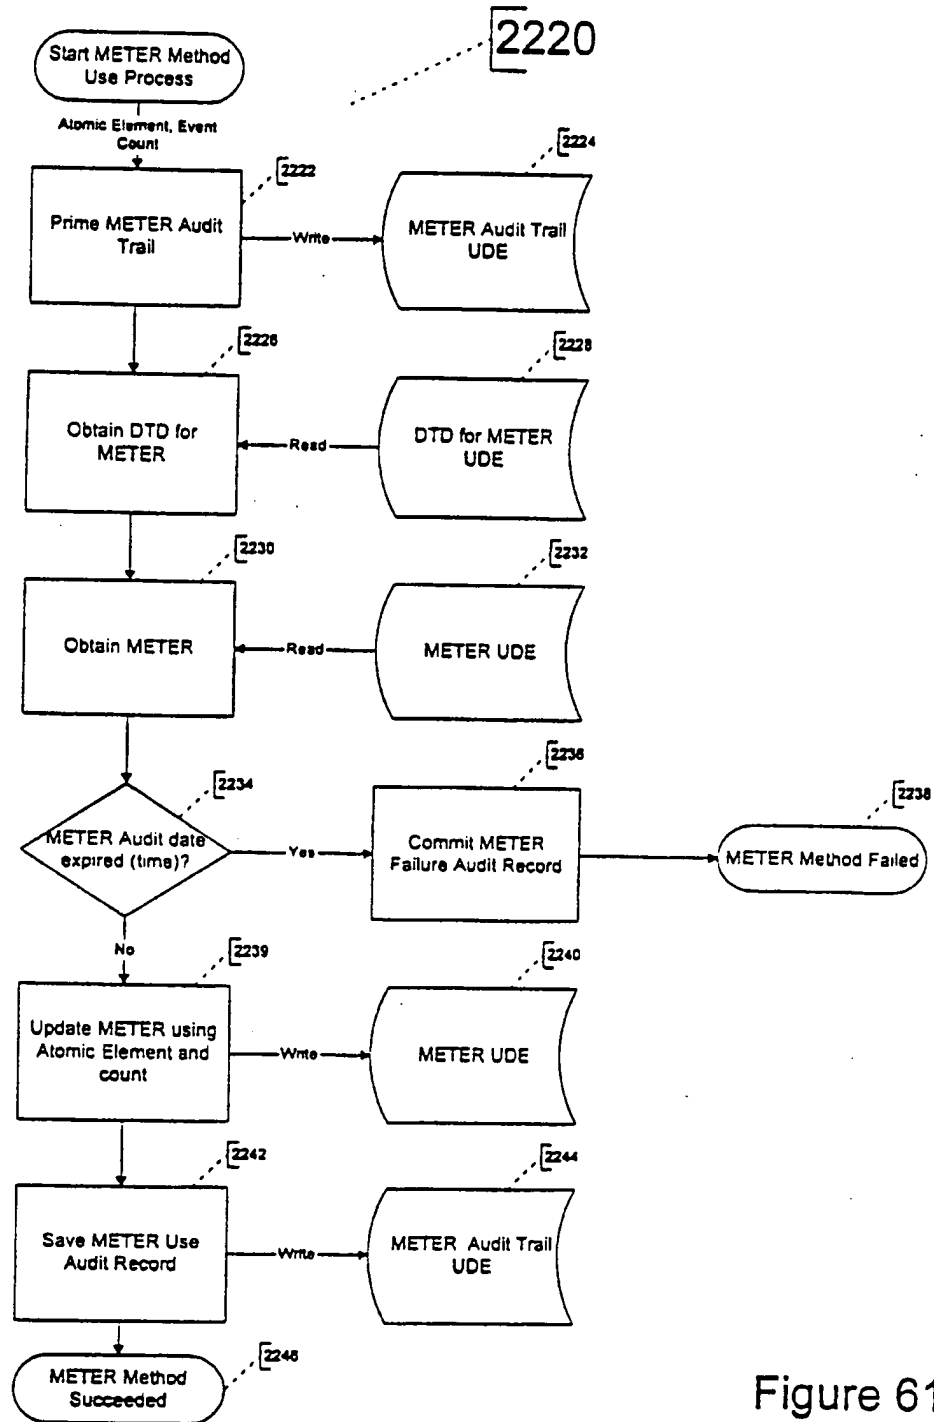 2220
Start METER Method
Use Process
Atomic Element, Event
Count
2222
2224
Prime METER Audit
Trail
Write
METER Audit Trail
UDE
2226
2228
Obtain DTD for
METER
Read
DTD for METER
UDE
2230
2232
Obtain METER
Read
METER UDE
2234
2236
2238
METER Audit date
expired (time)?
Yes
Commit METER
Failure Audit Record
METER Method Failed
No
2239
2240
Update METER using
Atomic Element and
count
Write
METER UDE
2242
2244
Save METER Use
Audit Record
Write
METER Audit Trail
UDE
2246
METER Method
Succeeded
Figure 61